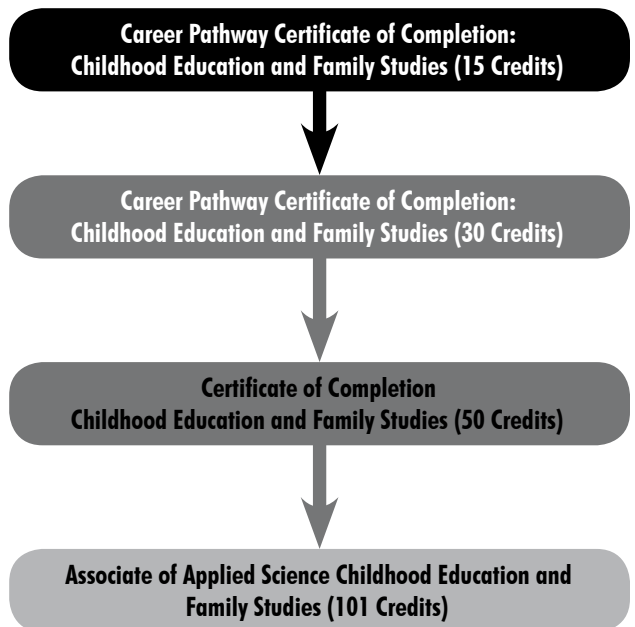 Career Pathway Certificate of Completion:
Childhood Education and Family Studies (15 Credits)
Career Pathway Certificate of Completion:
Childhood Education and Family Studies (30 Credits)
Certificate of Completion
Childhood Education and Family Studies (50 Credits)
Associate of Applied Science Childhood Education and
Family Studies (101 Credits)